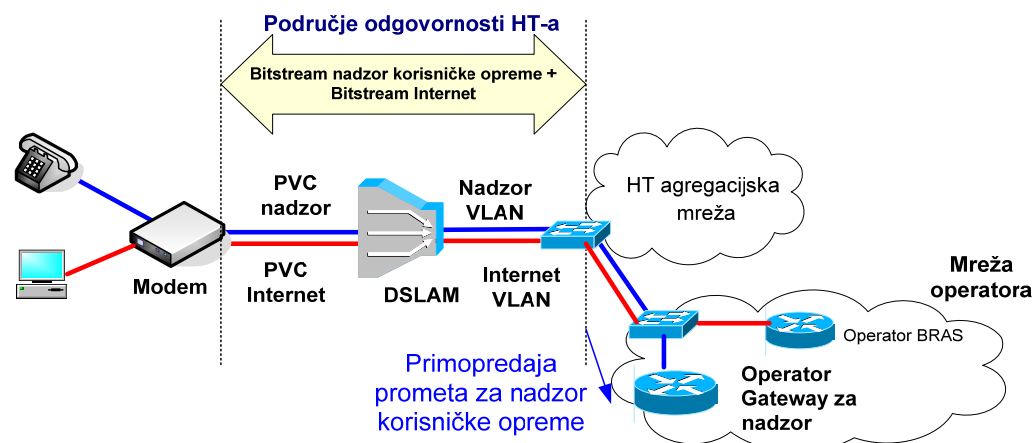 Područje odgovornosti HT-a
Bitstream nadzor korisničke opreme +
Bitstream Internet
HT agregacijska
mreža
PVC
nadzor
Nadzor
VLAN
Modem
PVC
Internet
DSLAM
Internet
VLAN
Mreža
operatora
Operator BRAS
Primopredaja
prometa za nadzor
korisničke opreme
Operator
Gateway za
nadzor